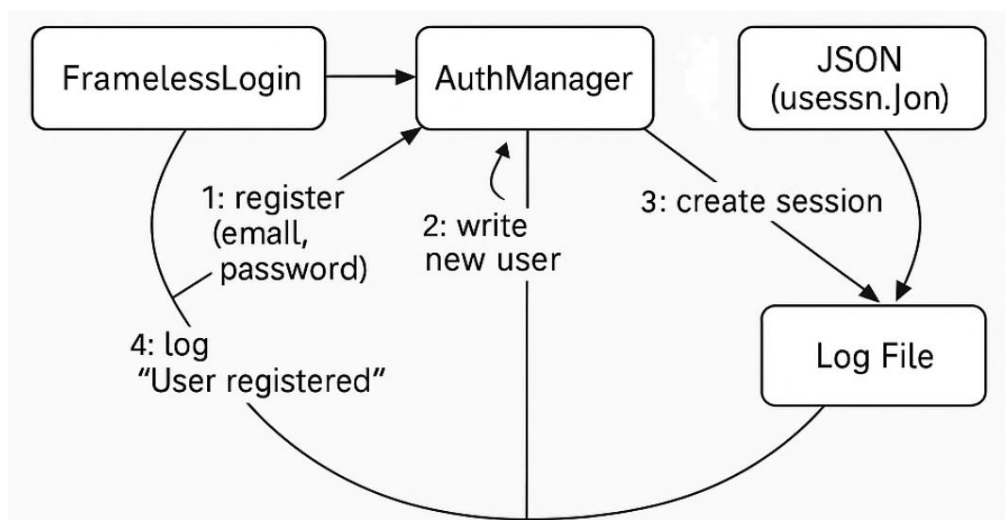 FramelessLogin
AuthManager
JSON
(usessn.Jon)
1: register
(emall,
password)
2: write
new user
3: create session
4: log
“User registered”
Log File